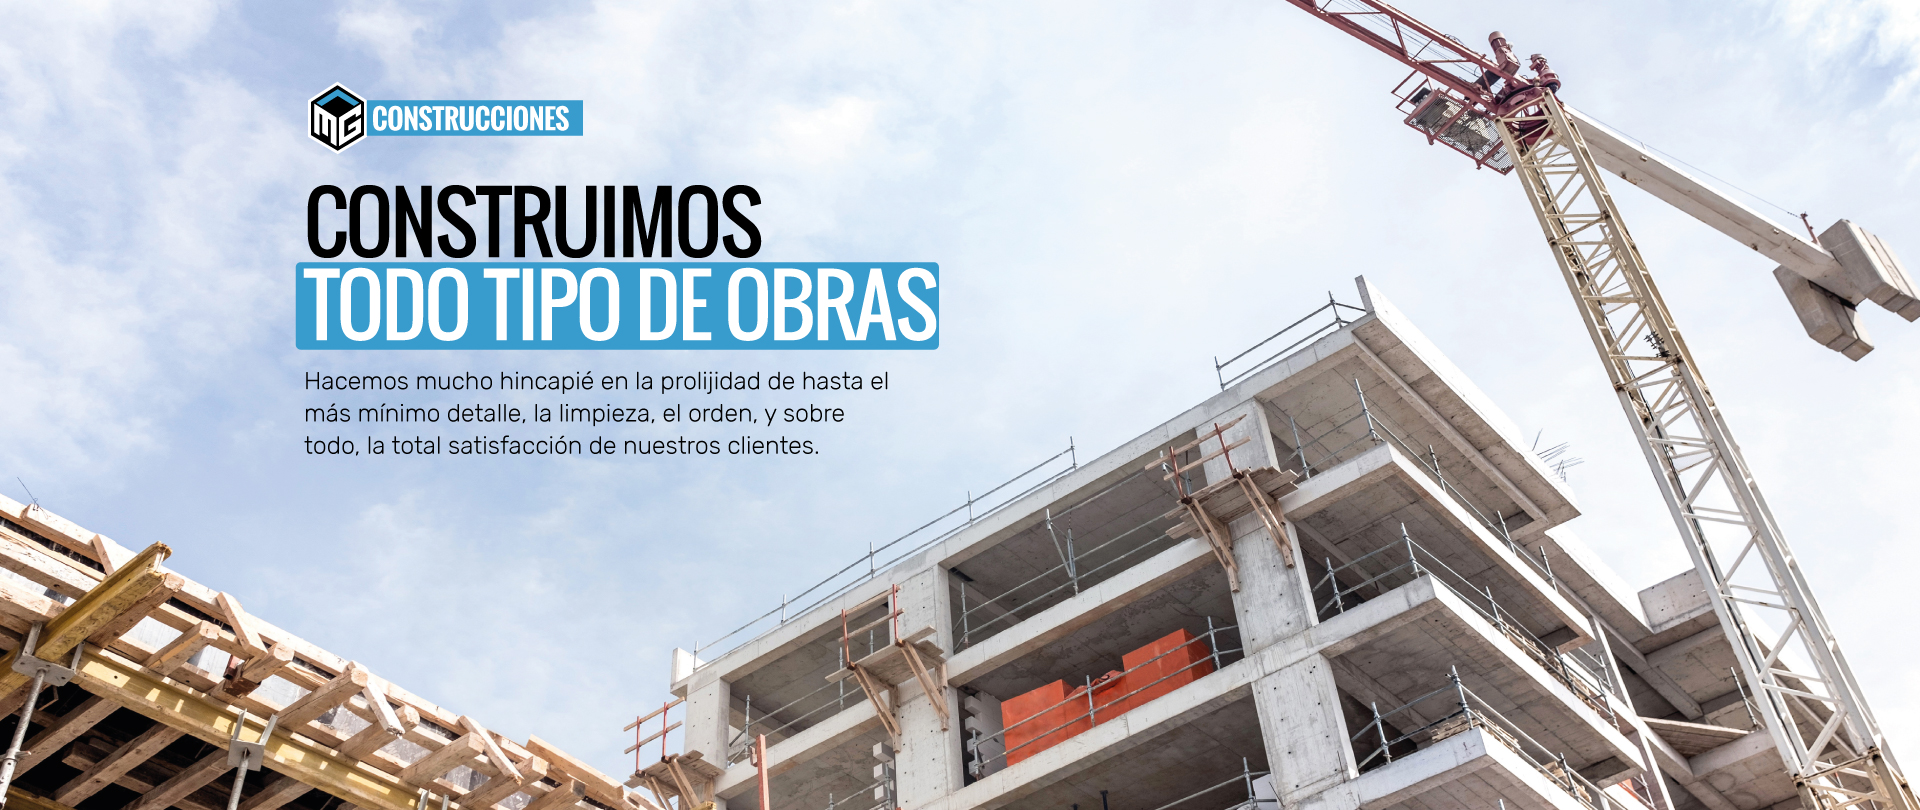 MG CONSTRUCCIONES
CONSTRUIMOS
TODO TIPO DE OBRAS
Hacemos mucho hincapié en la prolijidad de hasta el
más mínimo detalle, la limpieza, el orden, y sobre
todo, la total satisfacción de nuestros clientes.